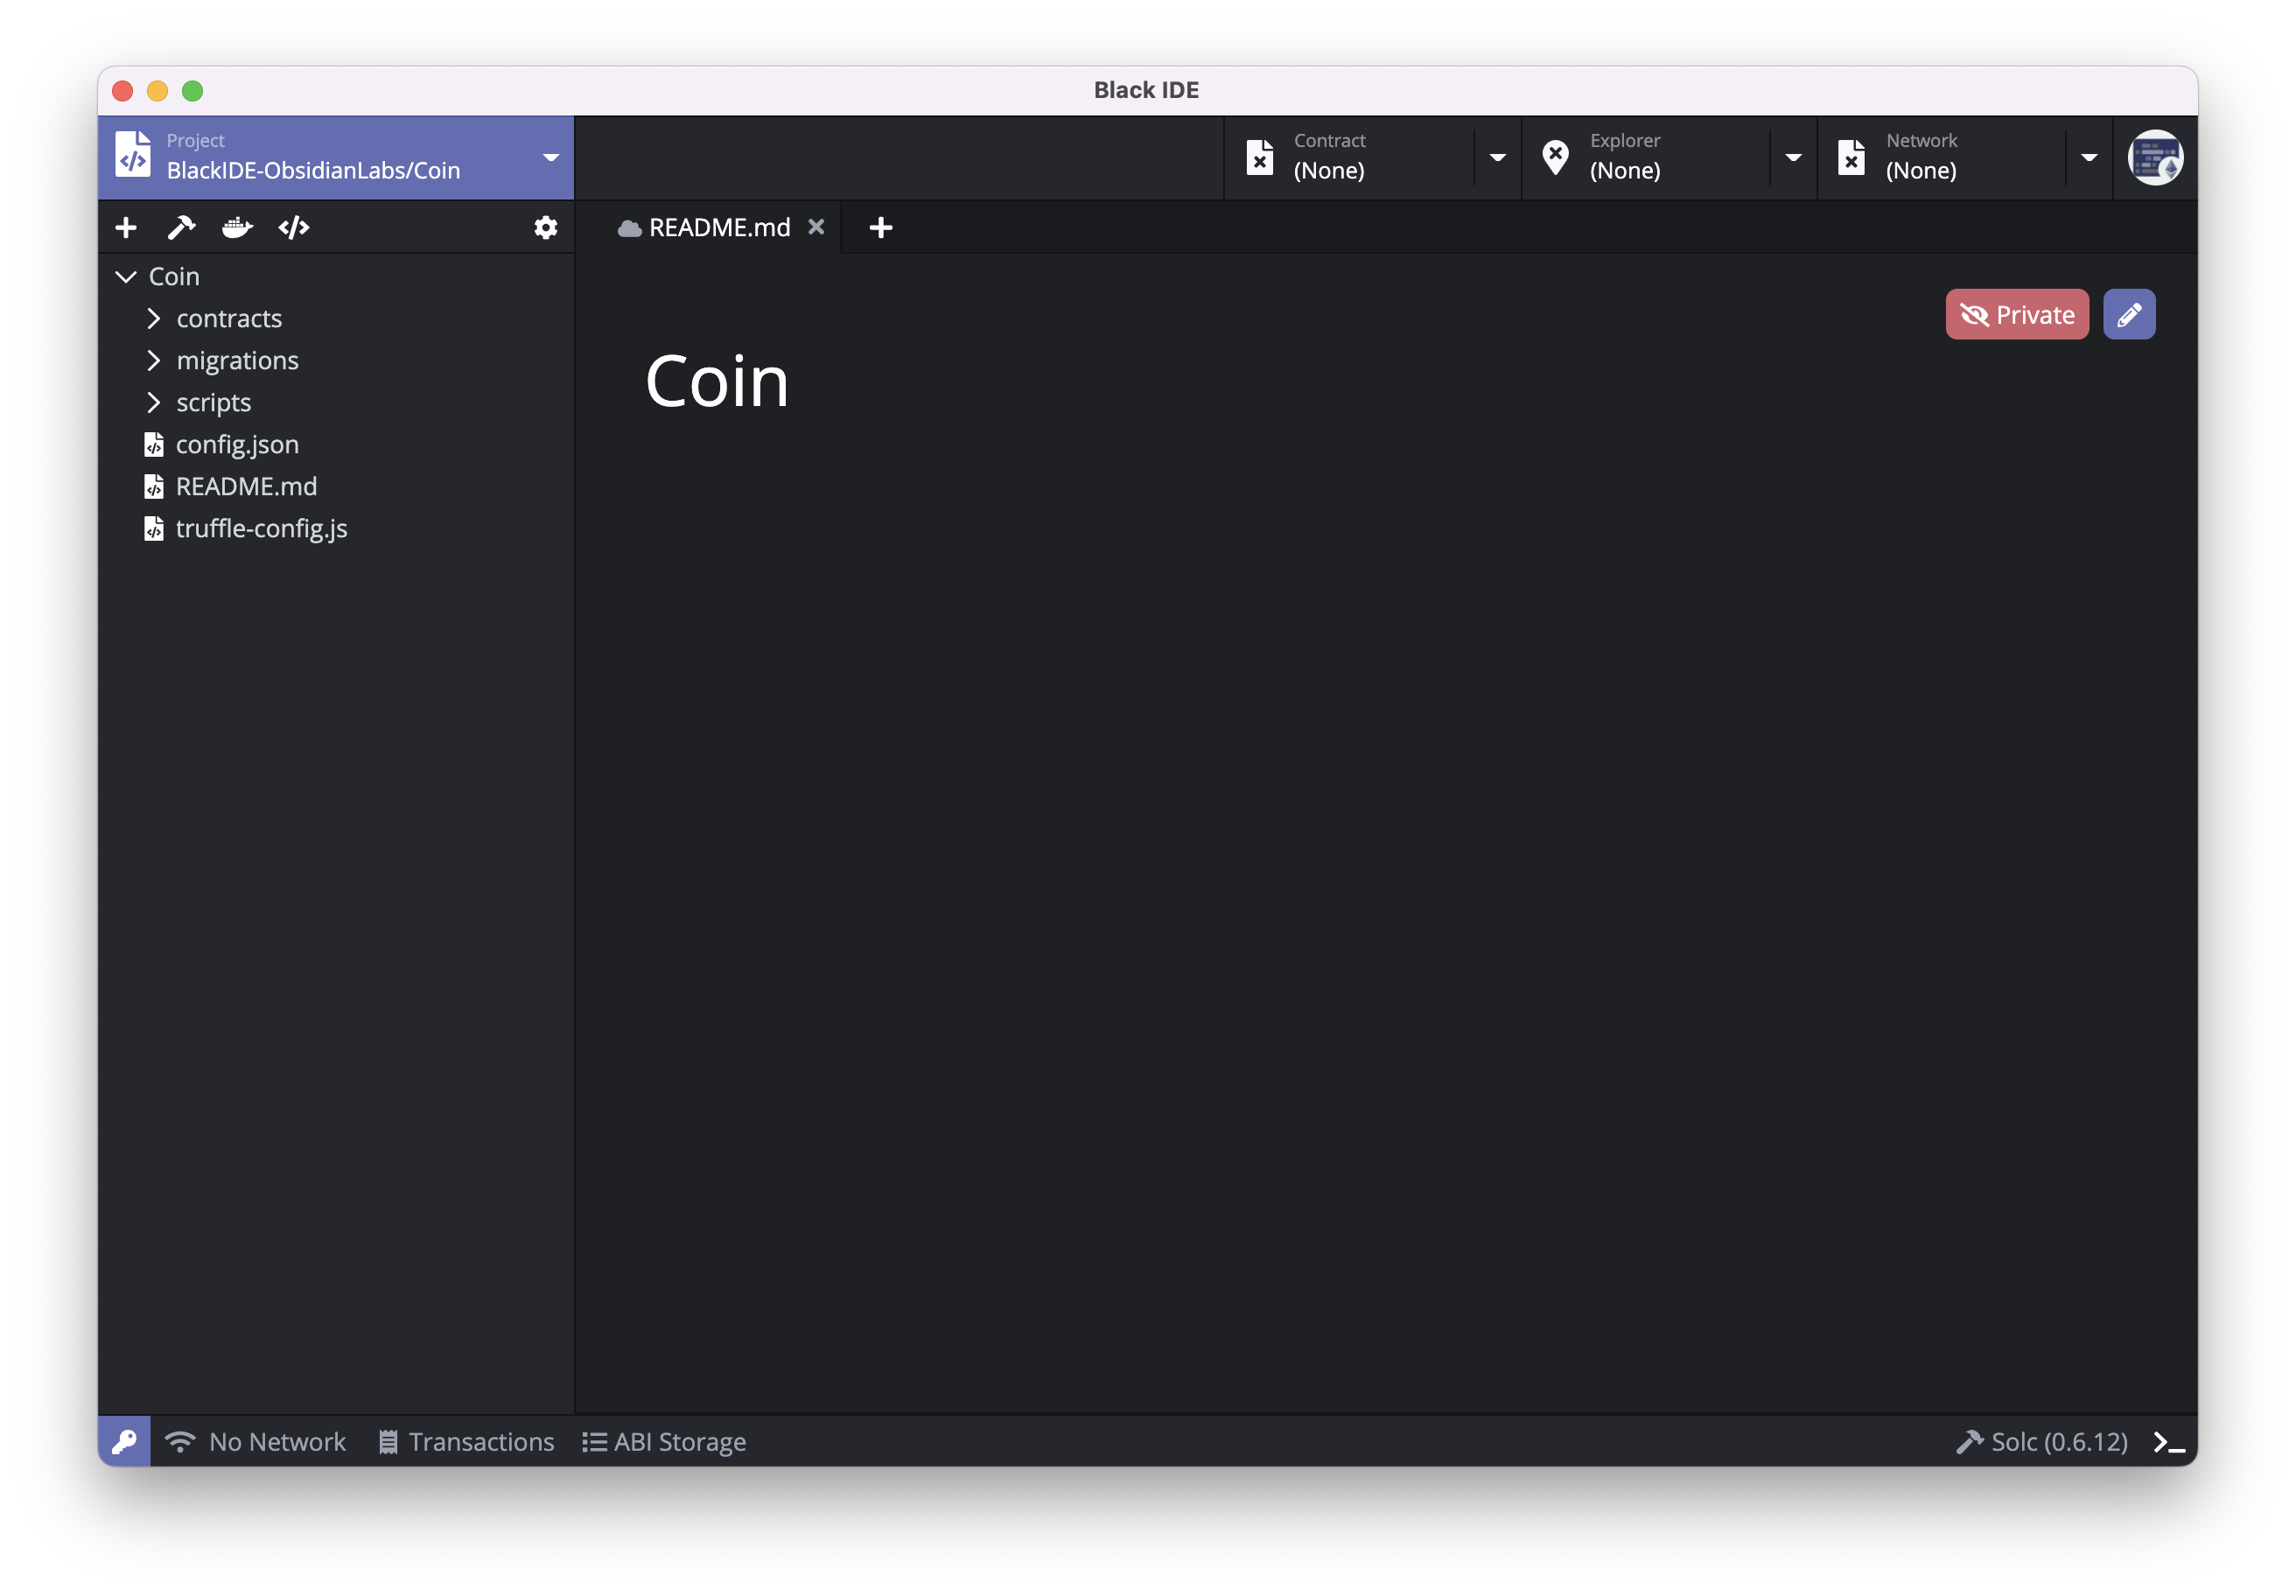 Black IDE
Project
BlackIDE-ObsidianLabs/Coin
Contract
(None)
Explorer
(None)
Network
(None)
README.md
Coin
contracts
migrations
scripts
config.json
README.md
truffle-config.js
Private
Coin
No Network
Transactions
ABI Storage
Solc (0.6.12)